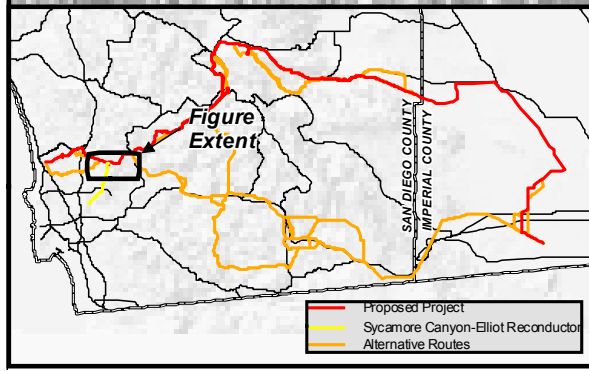 Figure
Extent
SAN DIEGO COUNTY
IMPERIAL COUNTY
Proposed Project
Sycamore Canyon-Elliot Reconductor
Alternative Routes